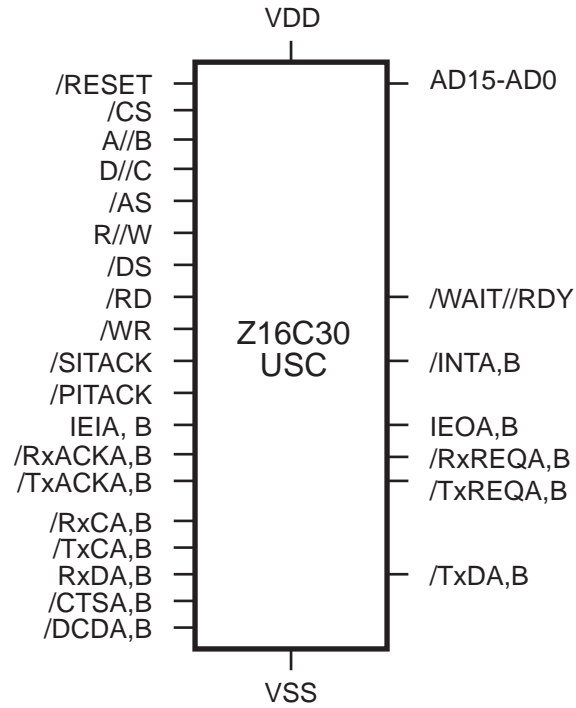 VDD
/RESET
/CS
A//B
D//C
/AS
R//W
/DS
/RD
/WR
/SITACK
/PITACK
IEIA, B
/RxACKA,B
/TxACKA,B
/RxCA,B
/TxCA,B
RxDA,B
/CTSA,B
/DCDA,B
Z16C30
USC
AD15-AD0
/WAIT//RDY
/INTA,B
IEOA,B
/RxREQA,B
/TxREQA,B
/TxDA,B
VSS